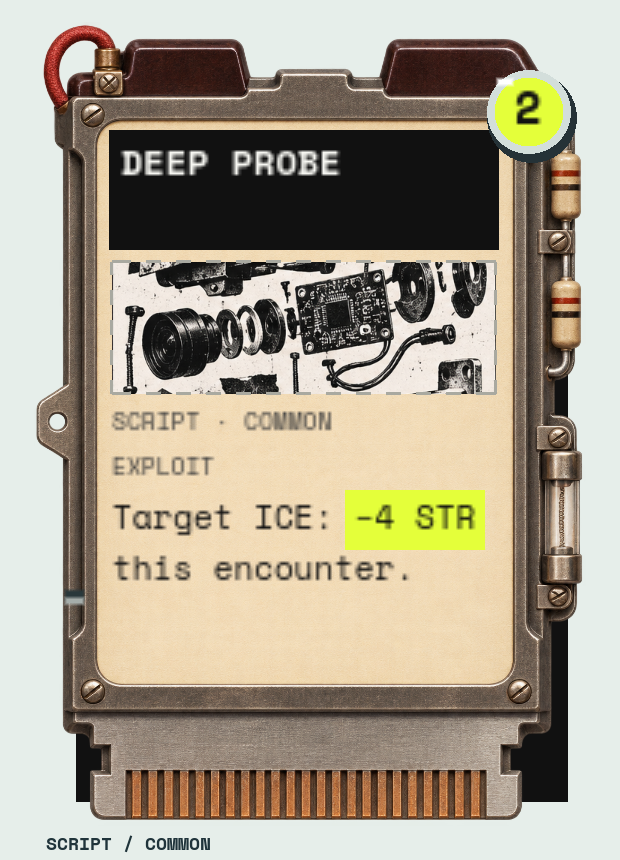 2
DEEP PROBE
SCRIPT · COMMON
EXPLOIT
Target ICE: -4 STR
this encounter.
SCRIPT / COMMON